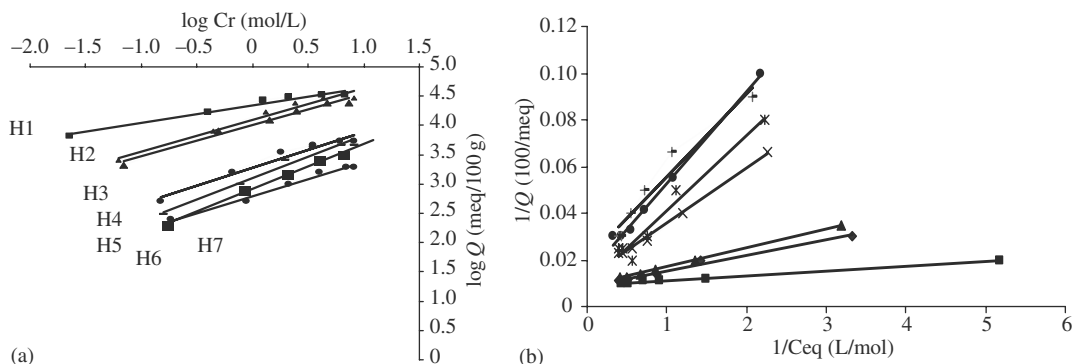 log Cr (mol/L)
−2.0 −1.5 −1.0 −0.5 0 0.5 1.0 1.5
5.0
4.5
4.0
3.5
3.0
2.5
2.0
1.5
1.0
0.5
0
log Q (meq/100 g)
H1
H2
H3
H4
H5
H6
H7
(a)
0.12
0.10
0.08
0.06
0.04
0.02
0
1/Q (100/meq)
0 1 2 3 4 5 6
1/Ceq (L/mol)
(b)